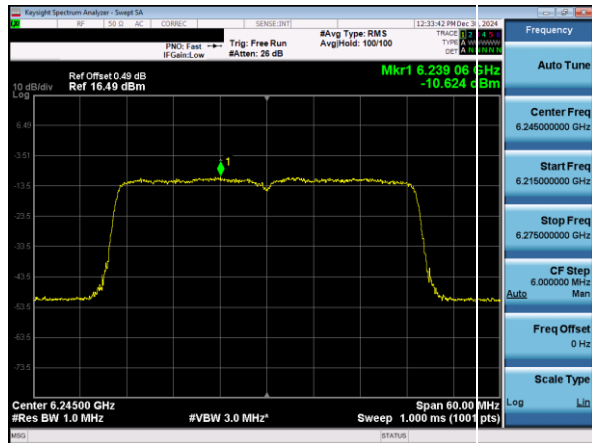 Keysight Spectrum Analyzer - Swept SA
RF 50 Ω AC CORREC SENSE:INT 12:33:42 PM Dec 30, 2024
Frequency
#Avg Type: RMS
Avg|Hold: 100/100
TRACE 1 2
TYPE A
DET A
PNO: Fast
IFGain:Low
Trig: Free Run
#Atten: 26 dB
Auto Tune
Mkr1 6.239 06 GHz
-10.624 dBm
Ref Offset 0.49 dB
Ref 16.49 dBm
10 dB/div
Log
6.49
-3.51
-13.5
-23.5
-33.5
-43.5
-53.5
-63.5
-73.5
1
Center Freq
6.245000000 GHz
Start Freq
6.215000000 GHz
Stop Freq
6.275000000 GHz
CF Step
6.000000 MHz
Auto Man
Freq Offset
0 Hz
Scale Type
Log Lin
Center 6.24500 GHz
Span 60.00 MHz
#Res BW 1.0 MHz
#VBW 3.0 MHz*
Sweep 1.000 ms (1001 pts)
MSG
STATUS